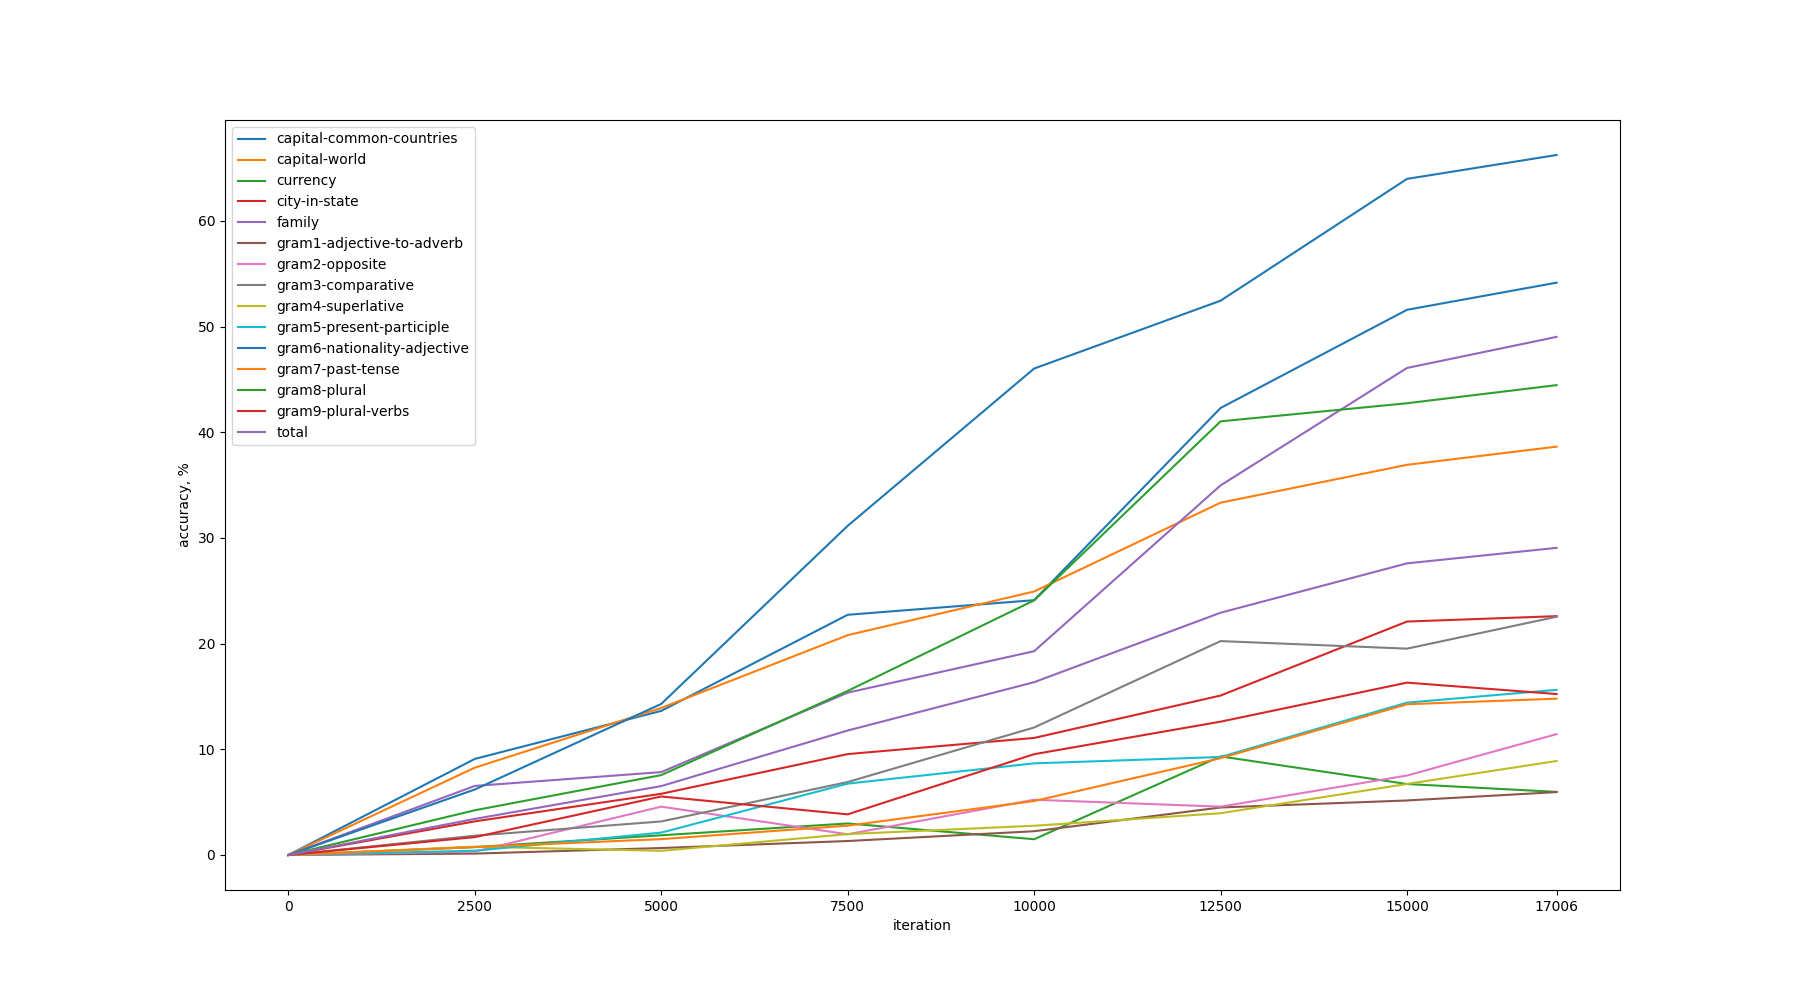 capital-common-countries
capital-world
currency
city-in-state
family
gram1-adjective-to-adverb
gram2-opposite
gram3-comparative
gram4-superlative
gram5-present-participle
gram6-nationality-adjective
gram7-past-tense
gram8-plural
gram9-plural-verbs
total
60
50
40
30
20
10
0
accuracy, %
0 2500 5000 7500 10000 12500 15000 17006
iteration